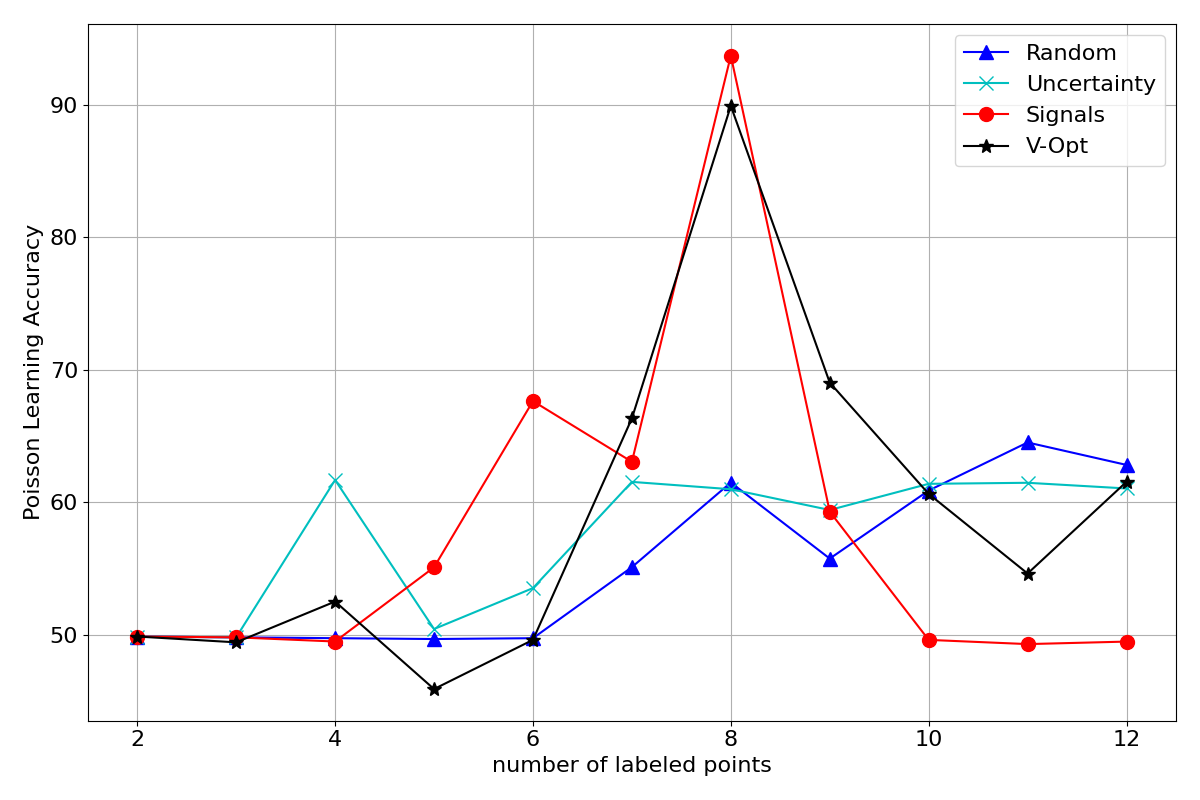 Random
Uncertainty
Signals
V-Opt
90
80
70
60
50
Poisson Learning Accuracy
2 4 6 8 10 12
number of labeled points